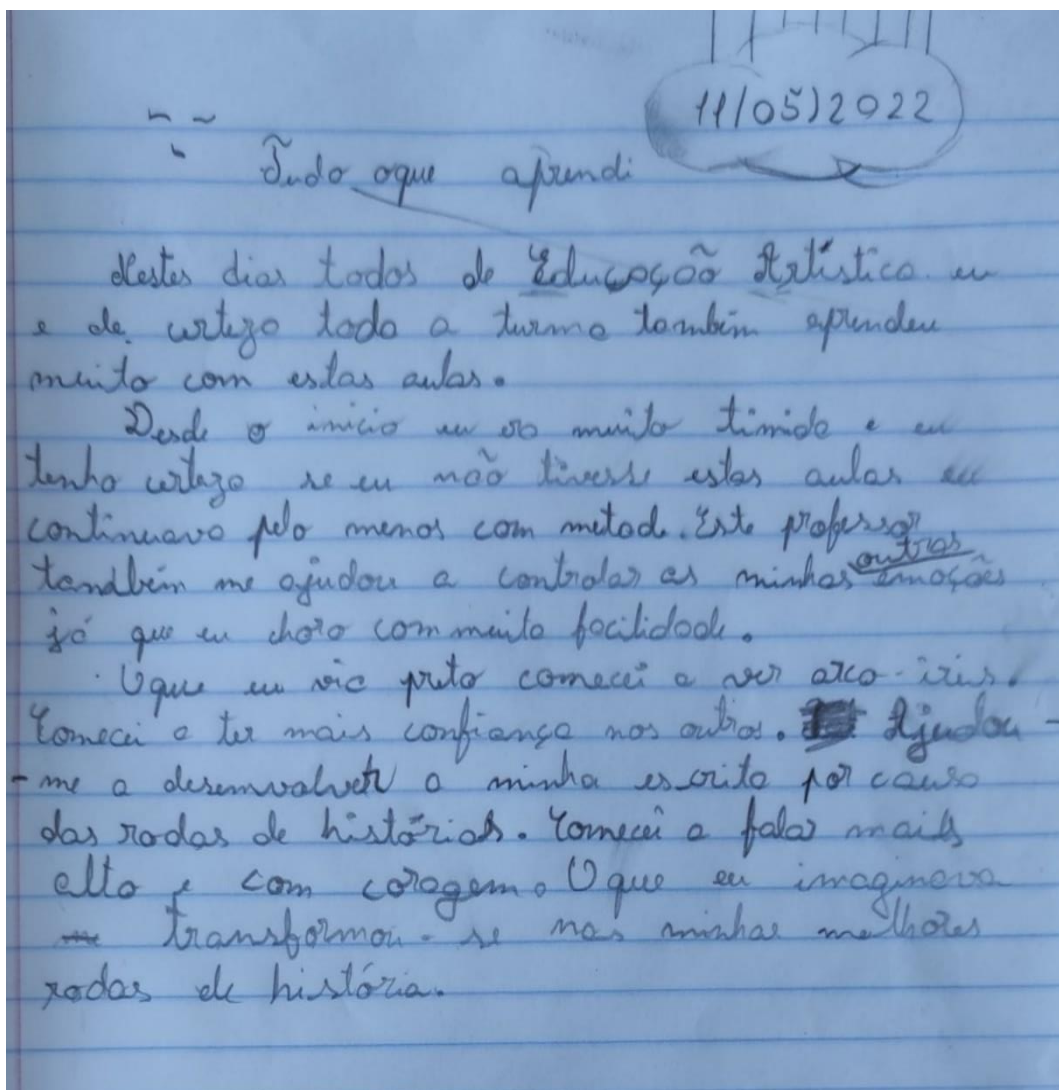 11/05/2022
Tudo oque aprendi
Nestes dias todos de Educação Artística eu
e de certeza toda a turma também aprendeu
muito com estas aulas.
Desde o início eu era muito timida e eu
tenho certeza se eu não tivesse estas aulas eu
continuava pelo menos com metade. Este professor
tandbém me ajudou a controlar as minhas outras emoções
já que eu choro com muita facilidade.
Oque eu via preto comecei a ver arco-iris.
Comecei a ter mais confiança nos outros. Ajudou-
-me a desenvolver a minha escrita por causa
das rodas de histórias. Comecei a falar mais
alto e com coragem. O que eu imaginava
transformou-se nas minhas melhores
rodas de história.